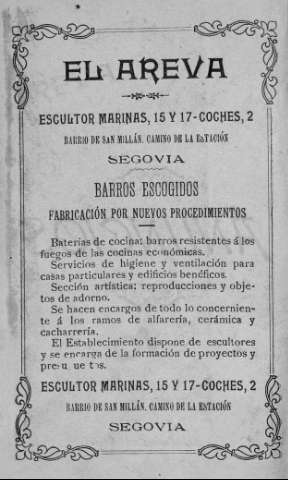 EL AREVA
ESCULTOR MARINAS, 15 Y 17-COCHES, 2
BARRIO DE SAN MILLÁN. CAMINO DE LA ESTACIÓN
SEGOVIA
BARROS ESCOGIDOS
FABRICACIÓN POR NUEVOS PROCEDIMIENTOS
Baterías de cocina: barros resistentes á los
fuegos de las cocinas económicas.
Servicios de higiene y ventilación para
casas particulares y edificios benéficos.
Sección artística: reproducciones y obje-
tos de adorno.
Se hacen encargos de todo lo concernien-
te á los ramos de alfarería, cerámica y
cacharrería.
El Establecimiento dispone de escultores
y se encarga de la formación de proyectos y
ESCULTOR MARINAS, 15 Y 17-COCHES, 2
BARRIO DE SAN MILLÁN. CAMINO DE LA ESTACIÓN
SEGOVIA